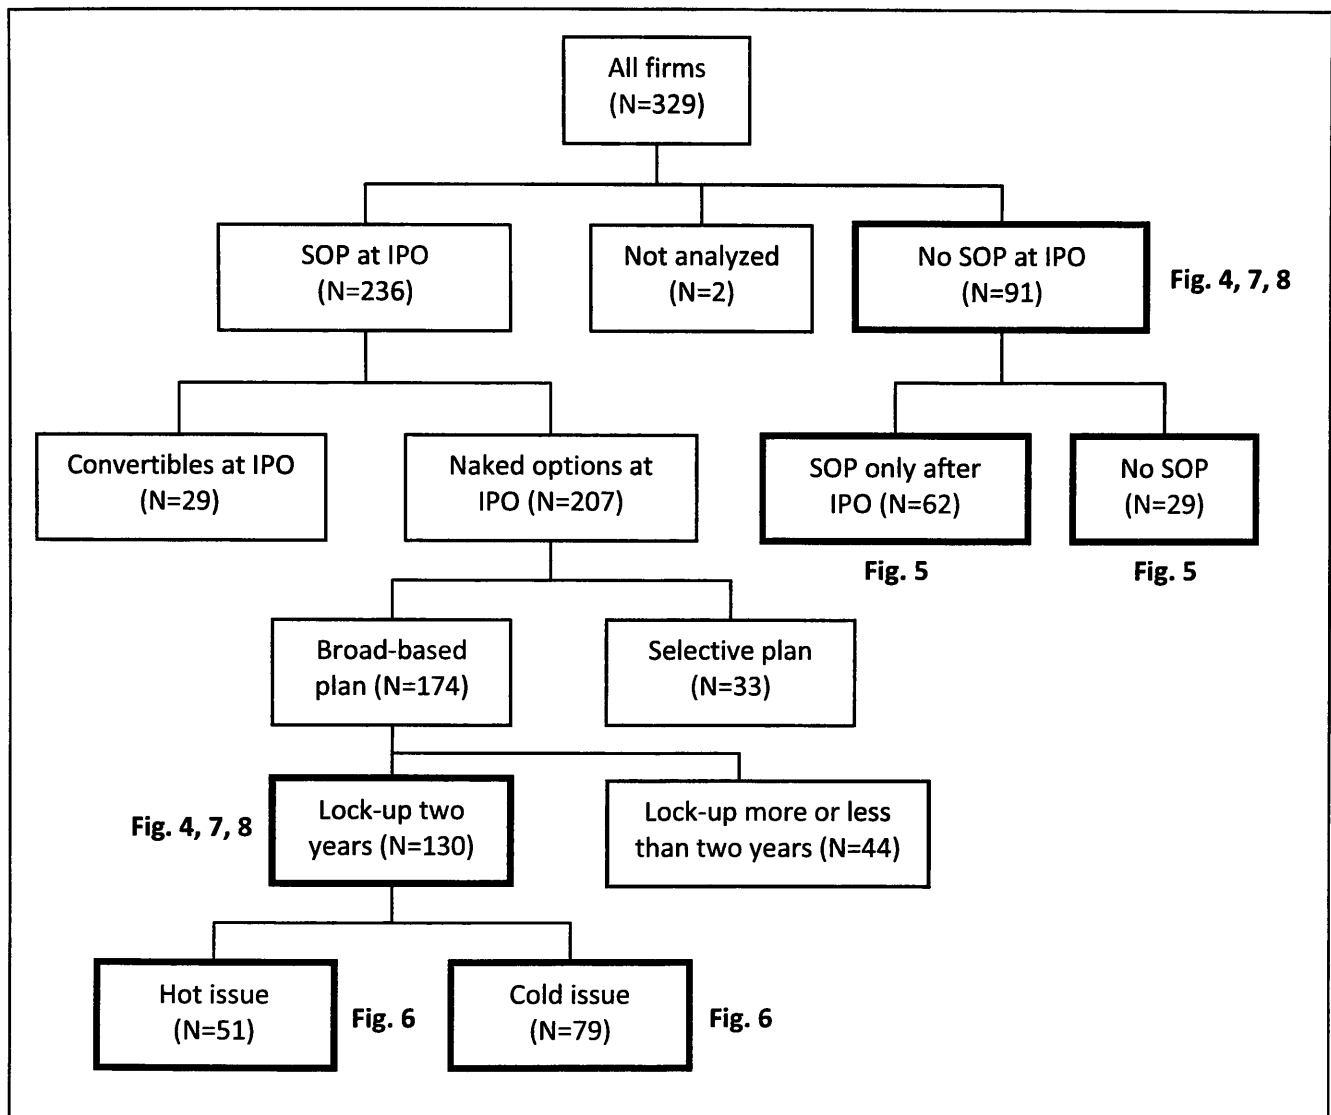 All firms
(N=329)
SOP at IPO
(N=236)
Not analyzed
(N=2)
No SOP at IPO
(N=91)
Fig. 4, 7, 8
Convertibles at IPO
(N=29)
Naked options at
IPO (N=207)
SOP only after
IPO (N=62)
No SOP
(N=29)
Fig. 5
Fig. 5
Broad-based
plan (N=174)
Selective plan
(N=33)
Fig. 4, 7, 8
Lock-up two
years (N=130)
Lock-up more or less
than two years (N=44)
Hot issue
(N=51)
Fig. 6
Cold issue
(N=79)
Fig. 6